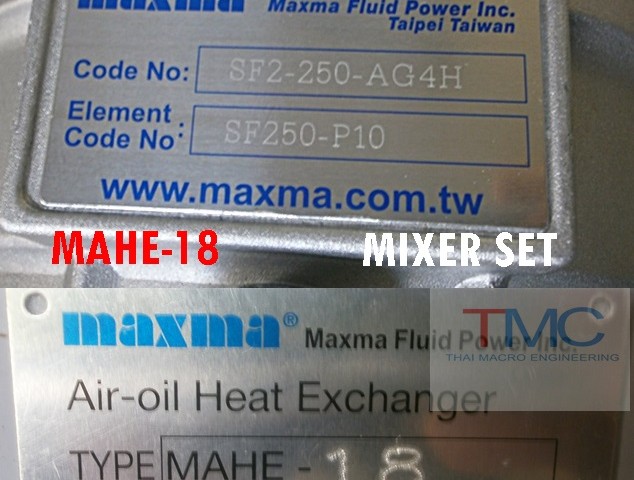 maxma Maxma Fluid Power Inc.
Taipei Taiwan
Code No: SF2-250-AG4H
Element
Code No: SF250-P10
www.maxma.com.tw
MAHE-18 MIXER SET
maxma® Maxma Fluid Power Inc.
TMC
THAI MACRO ENGINEERING
Air-oil Heat Exchanger
TYPE MAHE - 18